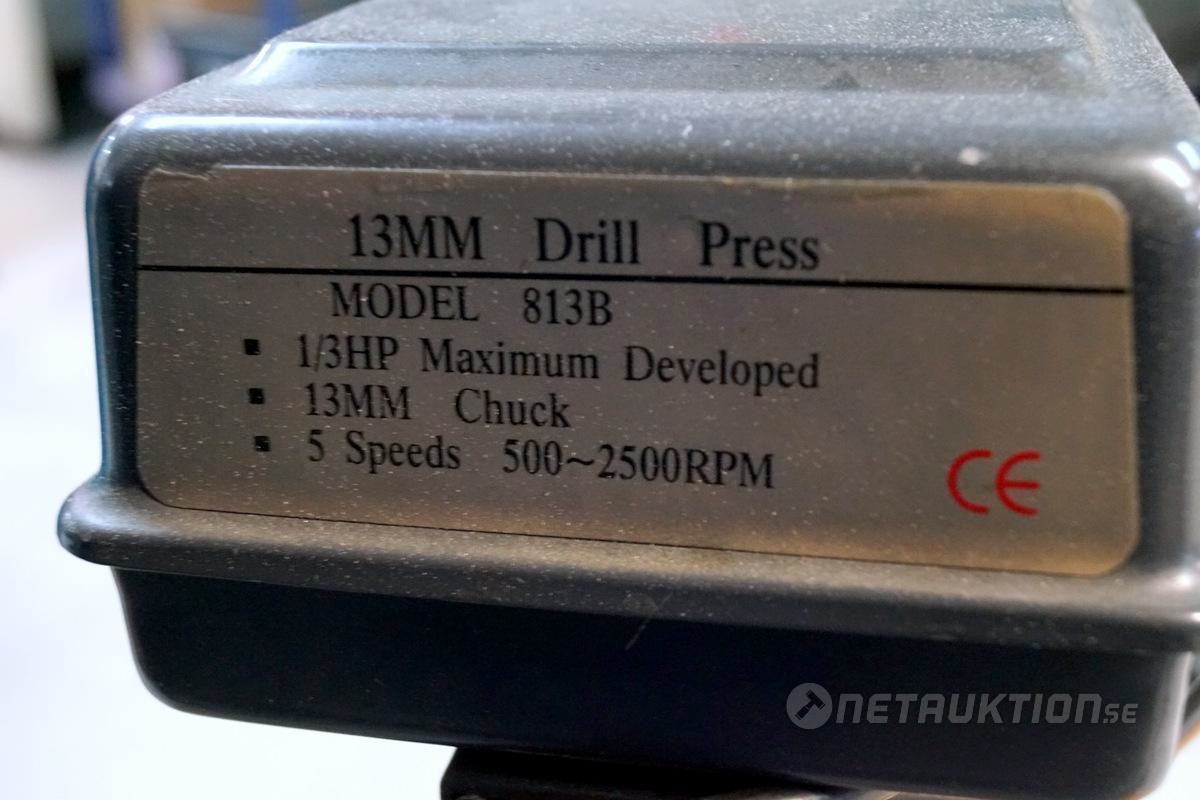 13MM Drill Press
MODEL 813B
▪ 1/3HP Maximum Developed
▪ 13MM Chuck
▪ 5 Speeds 500~2500RPM
CE
NETAUKTION.SE